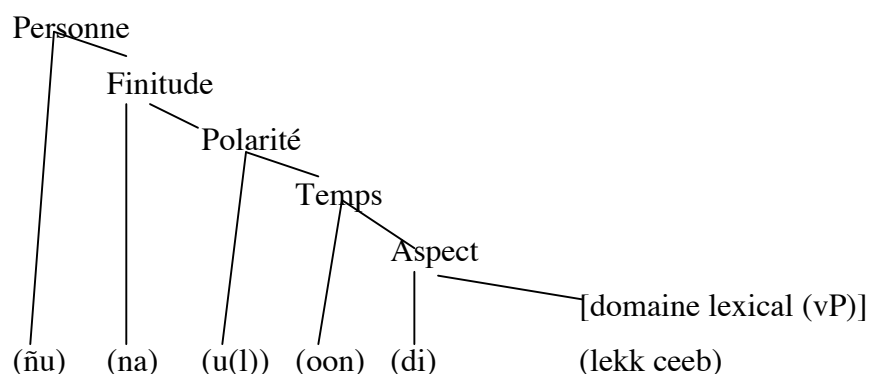 Personne
Finitude
Polarité
Temps
Aspect
[domaine lexical (vP)]
(ñu) (na) (u(l)) (oon) (di) (lekk ceeb)